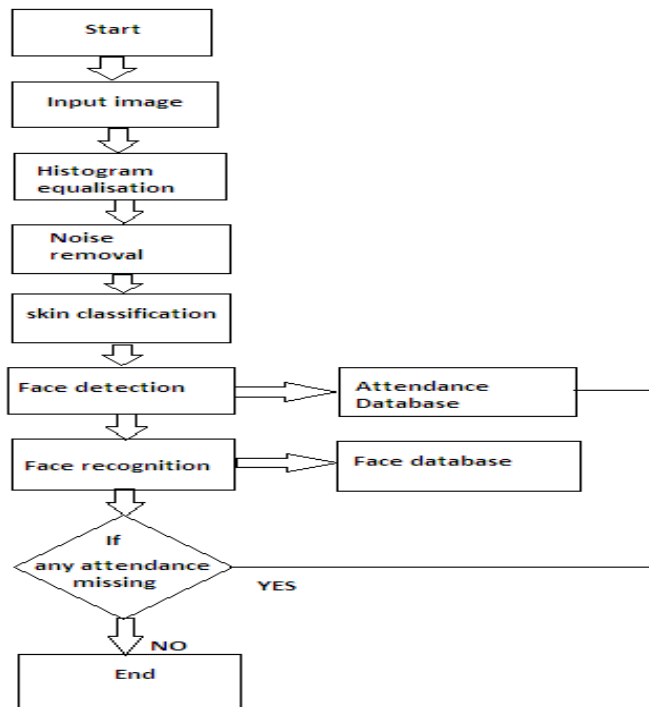 Start
Input image
Histogram
equalisation
Noise
removal
skin classification
Face detection
Attendance
Database
Face recognition
Face database
If
any attendance
missing
YES
NO
End